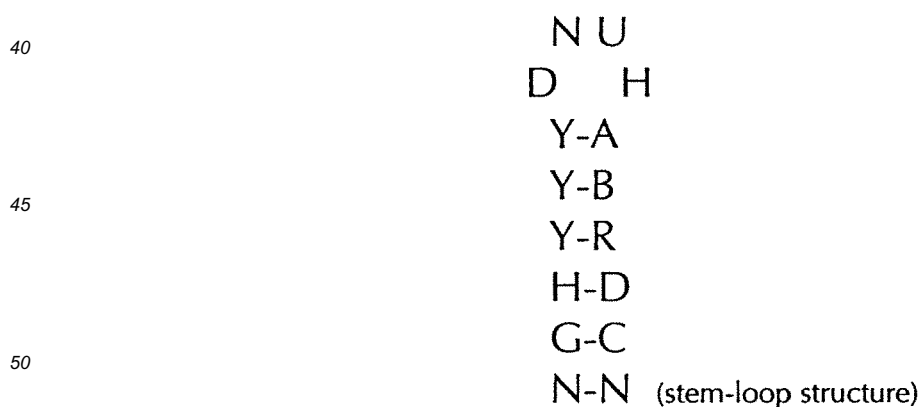 40
N U
D H
Y-A
Y-B
45
Y-R
H-D
G-C
50
N-N (stem-loop structure)